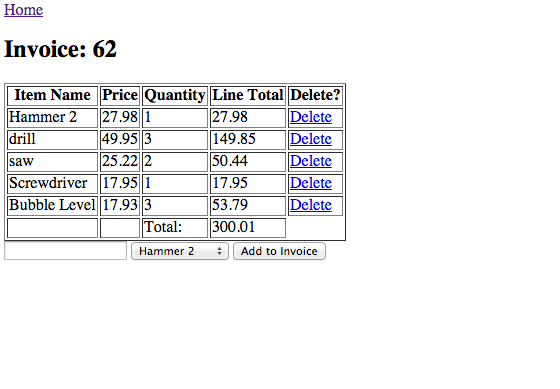 Home
Invoice: 62
Item Name Price Quantity Line Total Delete?
Hammer 2 27.98 1 27.98 Delete
drill 49.95 3 149.85 Delete
saw 25.22 2 50.44 Delete
Screwdriver 17.95 1 17.95 Delete
Bubble Level 17.93 3 53.79 Delete
Total: 300.01
Hammer 2 Add to Invoice